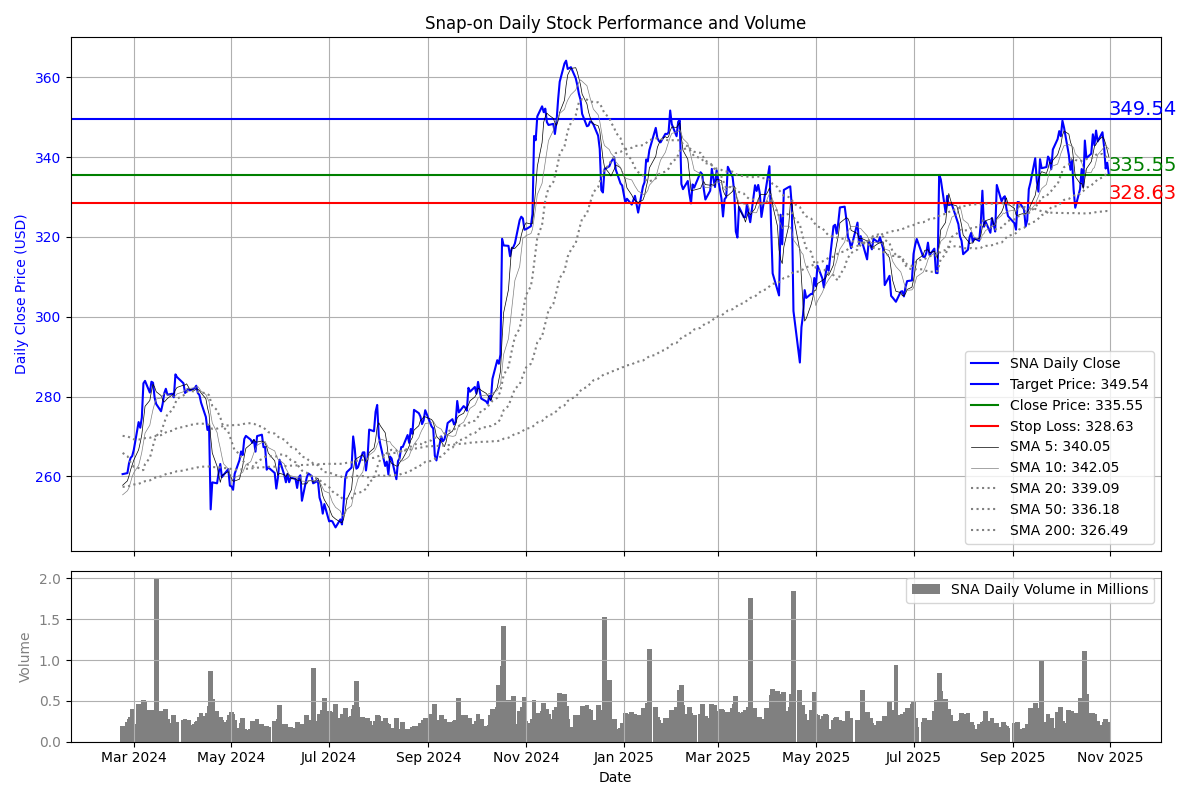 Snap-on Daily Stock Performance and Volume
Daily Close Price (USD)
360
340
320
300
280
260
349.54
335.55
328.63
SNA Daily Close
Target Price: 349.54
Close Price: 335.55
Stop Loss: 328.63
SMA 5: 340.05
SMA 10: 342.05
SMA 20: 339.09
SMA 50: 336.18
SMA 200: 326.49
Volume
2.0
1.5
1.0
0.5
0.0
SNA Daily Volume in Millions
Mar 2024 May 2024 Jul 2024 Sep 2024 Nov 2024 Jan 2025 Mar 2025 May 2025 Jul 2025 Sep 2025 Nov 2025
Date